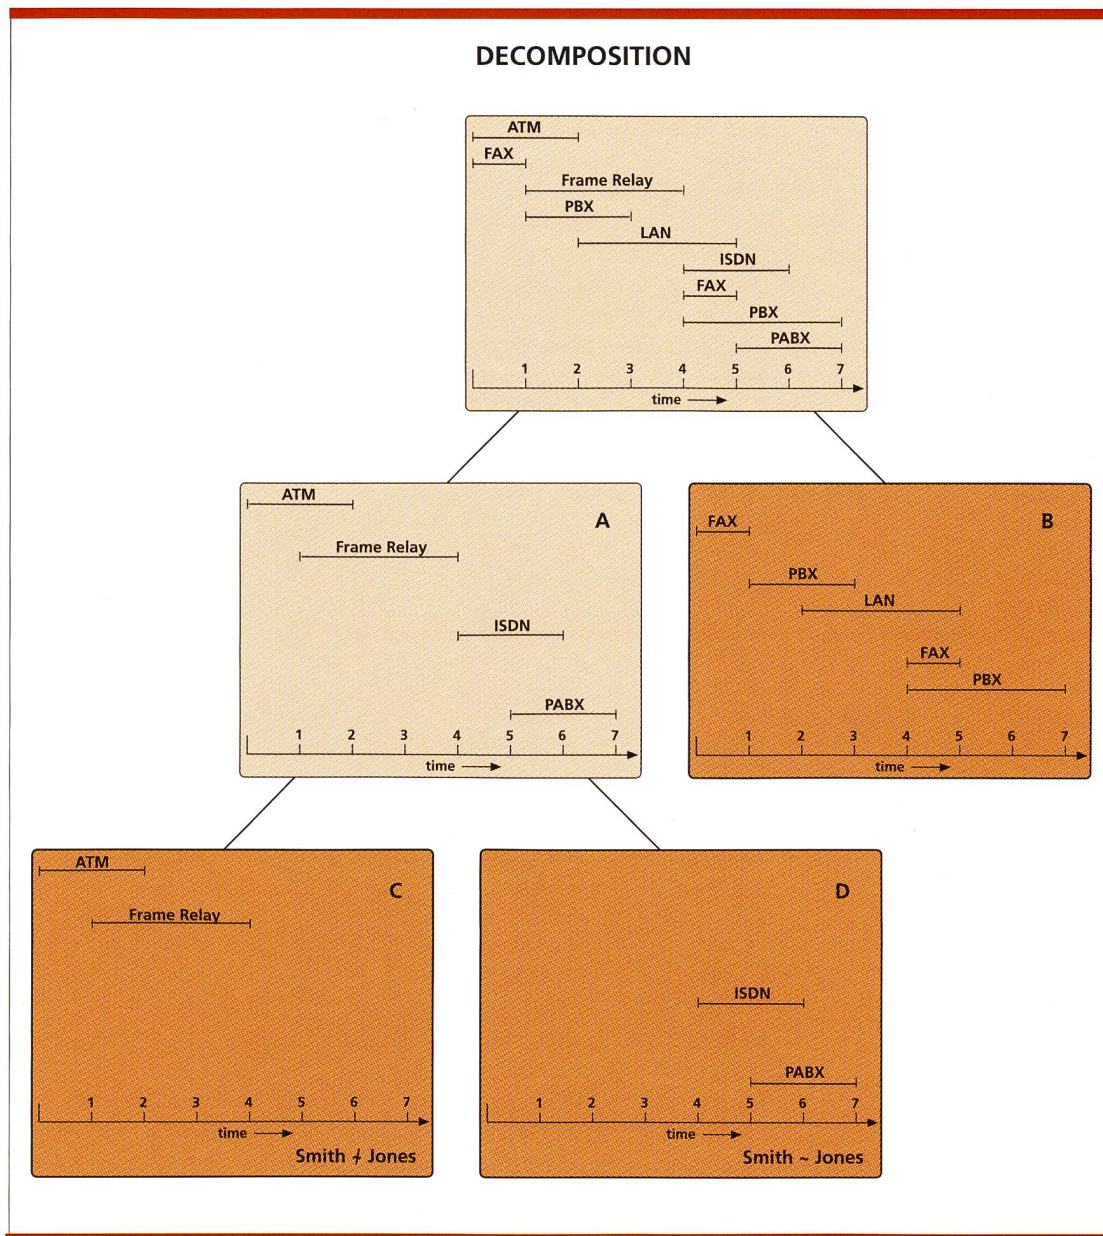 DECOMPOSITION
ATM
FAX
Frame Relay
PBX
LAN
ISDN
FAX
PBX
PABX
1 2 3 4 5 6 7
time
ATM
A
Frame Relay
ISDN
PABX
1 2 3 4 5 6 7
time
FAX
B
PBX
LAN
FAX
PBX
1 2 3 4 5 6 7
time
ATM
C
Frame Relay
1 2 3 4 5 6 7
time
Smith ≁ Jones
D
ISDN
PABX
1 2 3 4 5 6 7
time
Smith ~ Jones